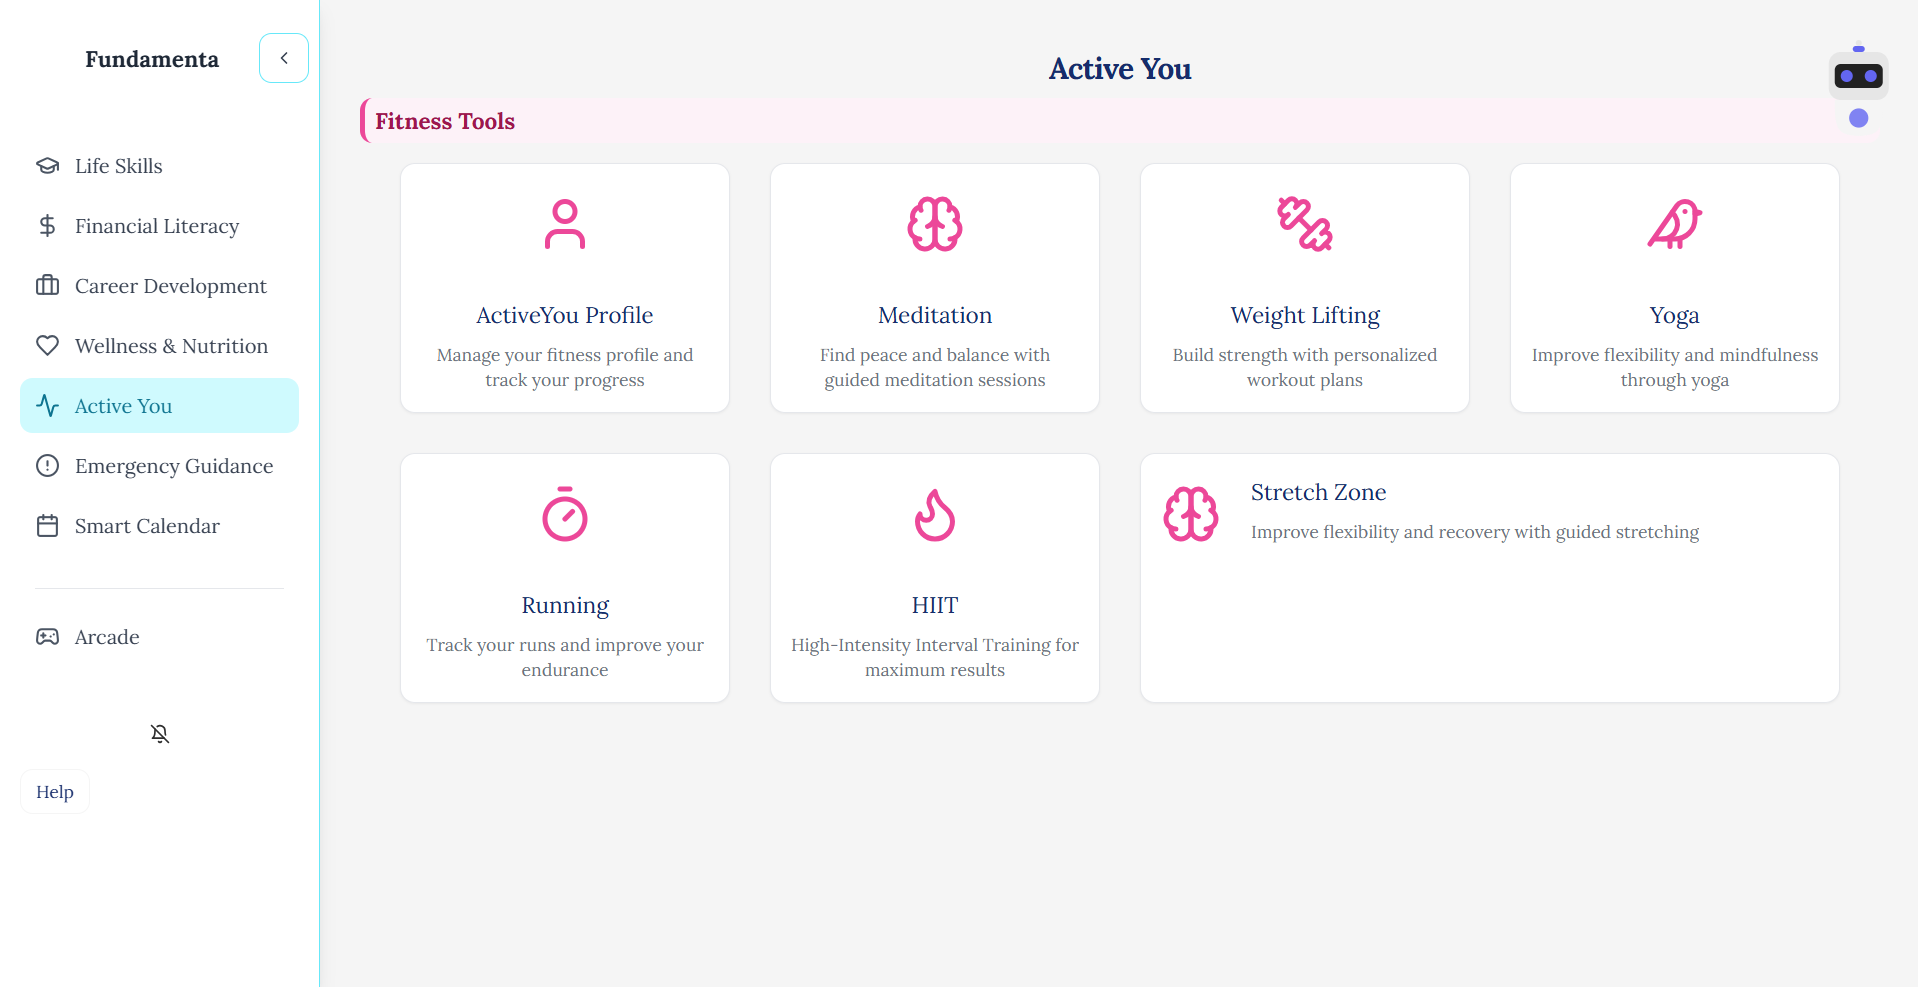 Fundamenta
Life Skills
Financial Literacy
Career Development
Wellness & Nutrition
Active You
Emergency Guidance
Smart Calendar
Arcade
Help
Active You
Fitness Tools
ActiveYou Profile
Manage your fitness profile and
track your progress
Meditation
Find peace and balance with
guided meditation sessions
Weight Lifting
Build strength with personalized
workout plans
Yoga
Improve flexibility and mindfulness
through yoga
Running
Track your runs and improve your
endurance
HIIT
High-Intensity Interval Training for
maximum results
Stretch Zone
Improve flexibility and recovery with guided stretching